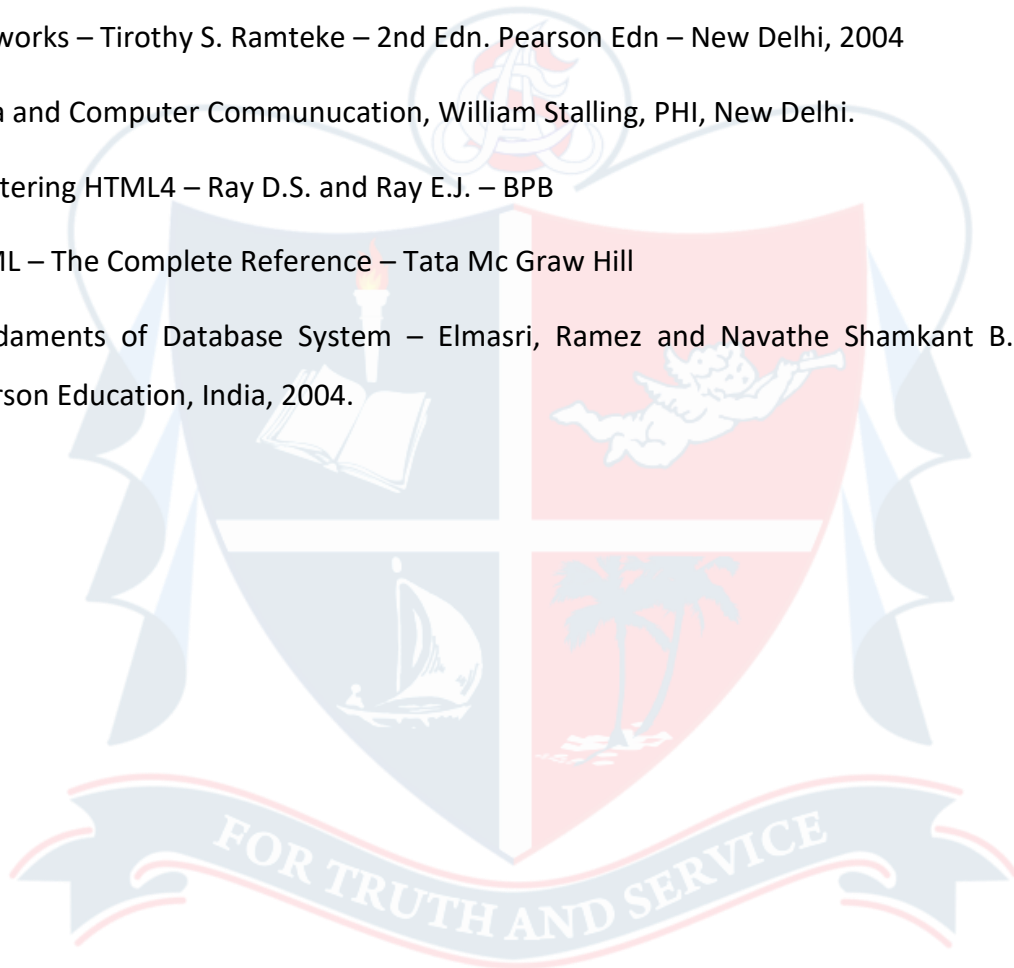 works – Tirothy S. Ramteke – 2nd Edn. Pearson Edn – New Delhi, 2004
a and Computer Communucation, William Stalling, PHI, New Delhi.
tering HTML4 – Ray D.S. and Ray E.J. – BPB
ML – The Complete Reference – Tata Mc Graw Hill
daments of Database System – Elmasri, Ramez and Navathe Shamkant B.
rson Education, India, 2004.
FOR TRUTH AND SERVICE